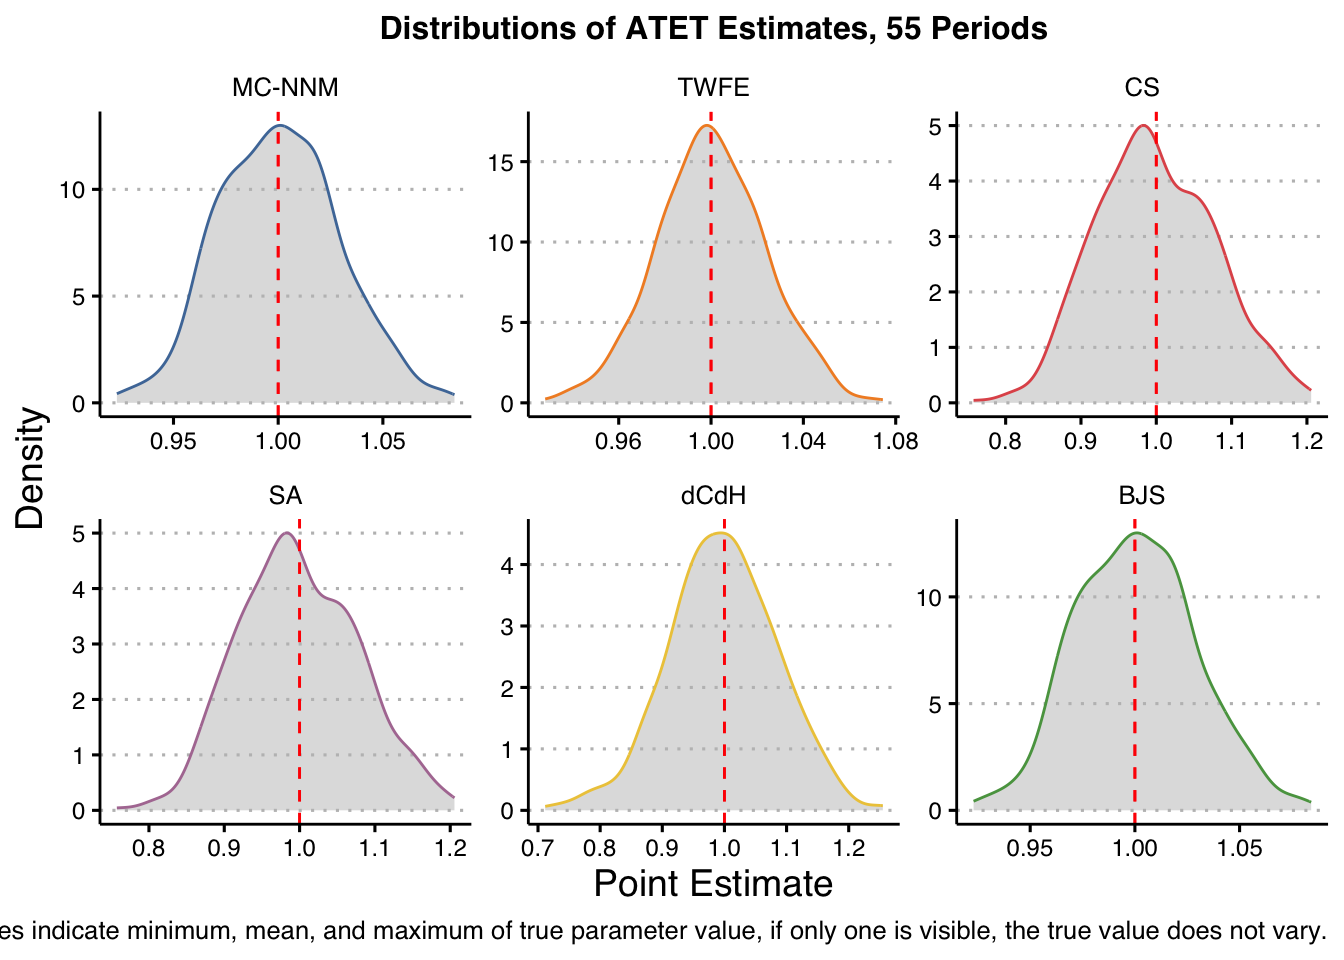 Distributions of ATET Estimates, 55 Periods
MC-NNM
TWFE
CS
10
5
0
0.95 1.00 1.05
15
10
5
0
0.96 1.00 1.04 1.08
5
4
3
2
1
0
0.8 0.9 1.0 1.1 1.2
Density
SA
dCdH
BJS
5
4
3
2
1
0
0.8 0.9 1.0 1.1 1.2
4
3
2
1
0
0.7 0.8 0.9 1.0 1.1 1.2
10
5
0
0.95 1.00 1.05
Point Estimate
indicate minimum, mean, and maximum of true parameter value, if only one is visible, the true value does not vary.